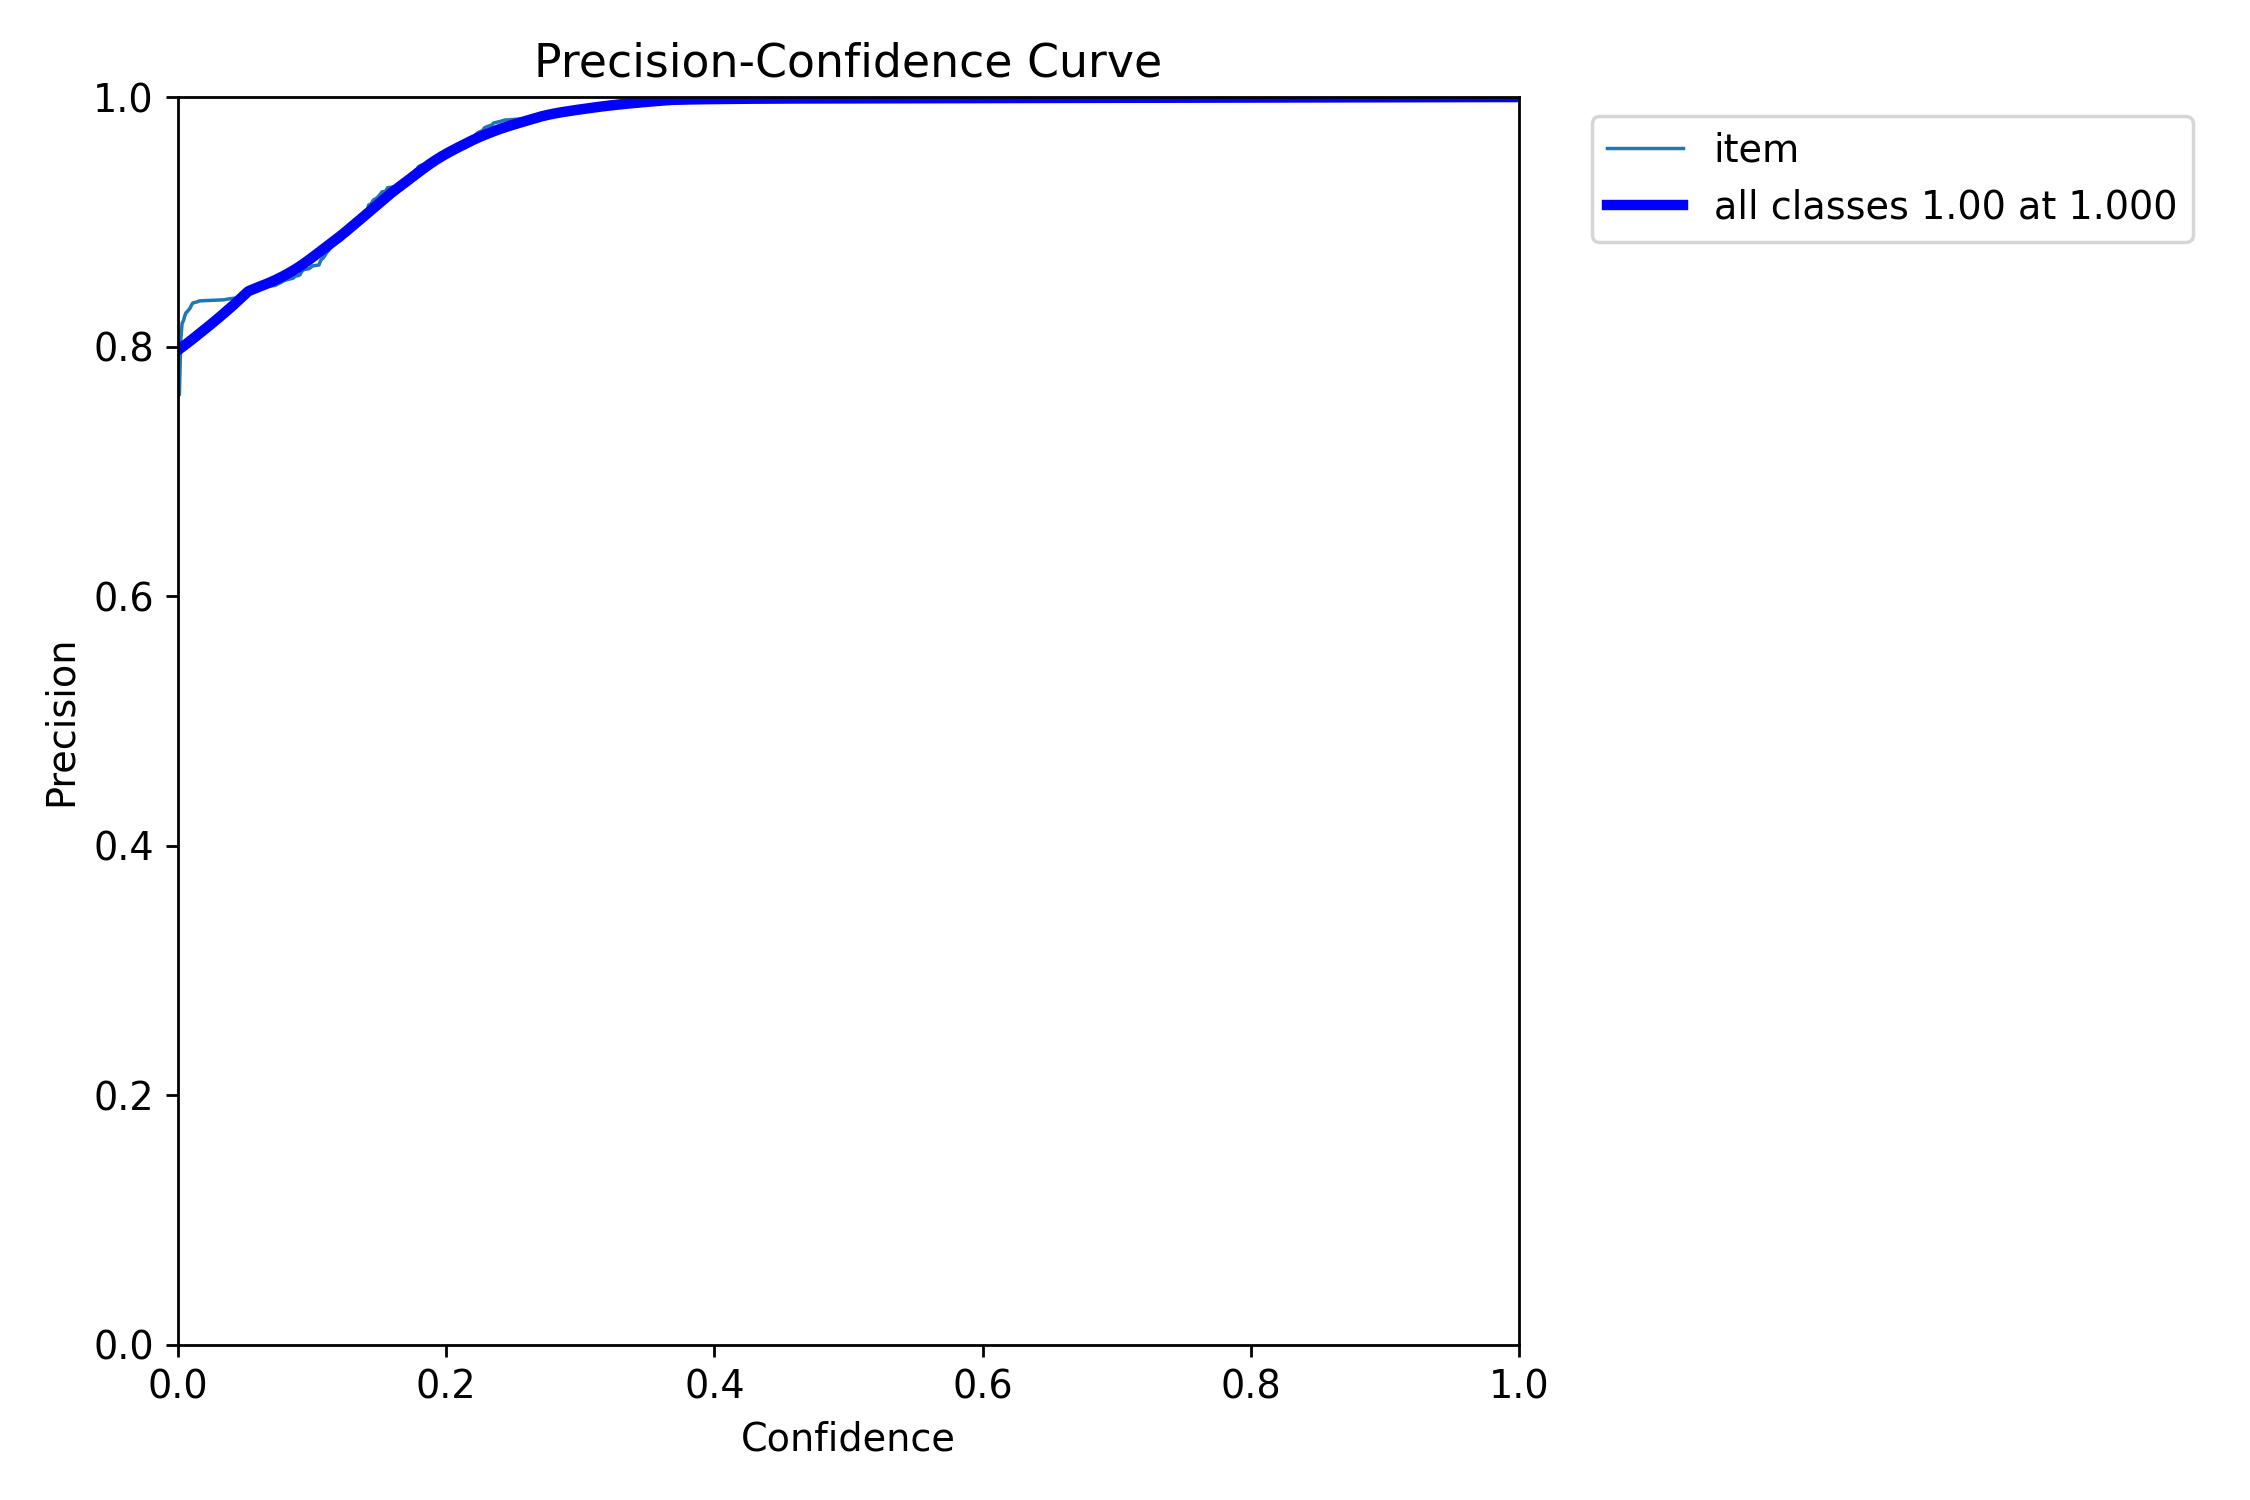 Precision-Confidence Curve
1.0
0.8
0.6
0.4
0.2
0.0
Precision
0.0 0.2 0.4 0.6 0.8 1.0
Confidence
item
all classes 1.00 at 1.000